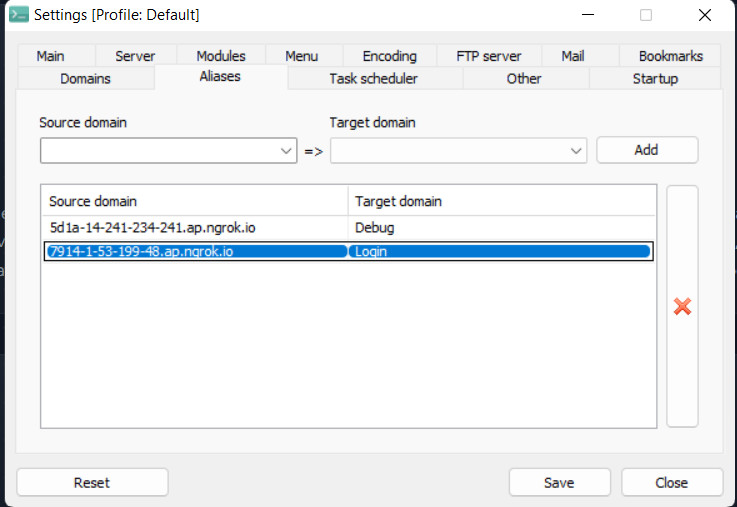 Settings [Profile: Default]
Main Server Modules Menu Encoding FTP server Mail Bookmarks
Domains Aliases Task scheduler Other Startup
Source domain Target domain
=> Add
Source domain Target domain
5d1a-14-241-234-241.ap.ngrok.io Debug
7914-1-53-199-48.ap.ngrok.io Login
Reset Save Close